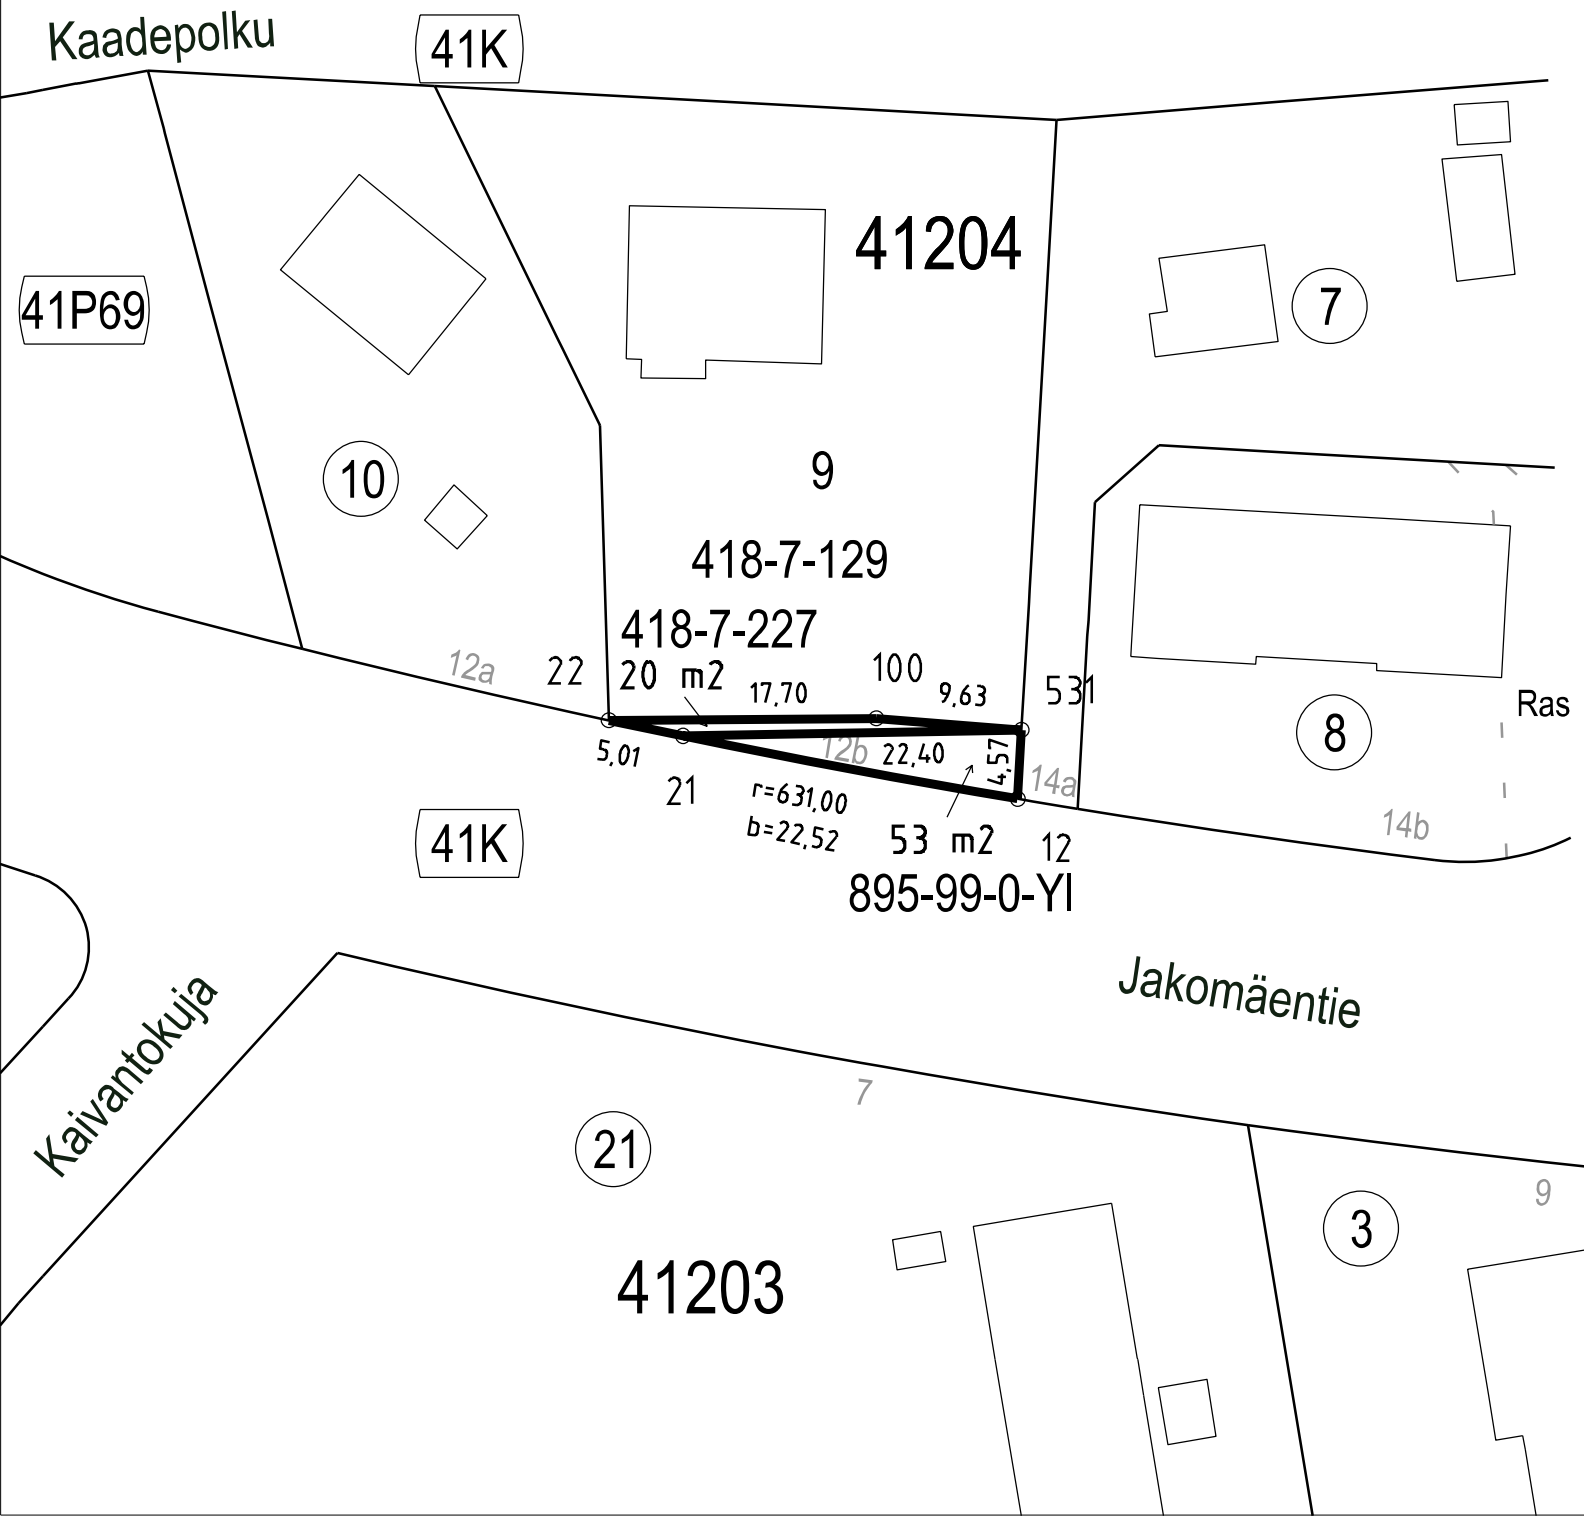 Kaadepolku
41K
41204
41P69
7
9
10
418-7-129
418-7-227
12a
22
20 m2
17,70
100
9,63
531
Ras
8
5,01
12b
22,40
4,57
14a
21
r=631,00
b=22,52
53 m2
12
14b
41K
895-99-0-YI
Jakomäentie
Kaivantokuja
7
21
9
3
41203